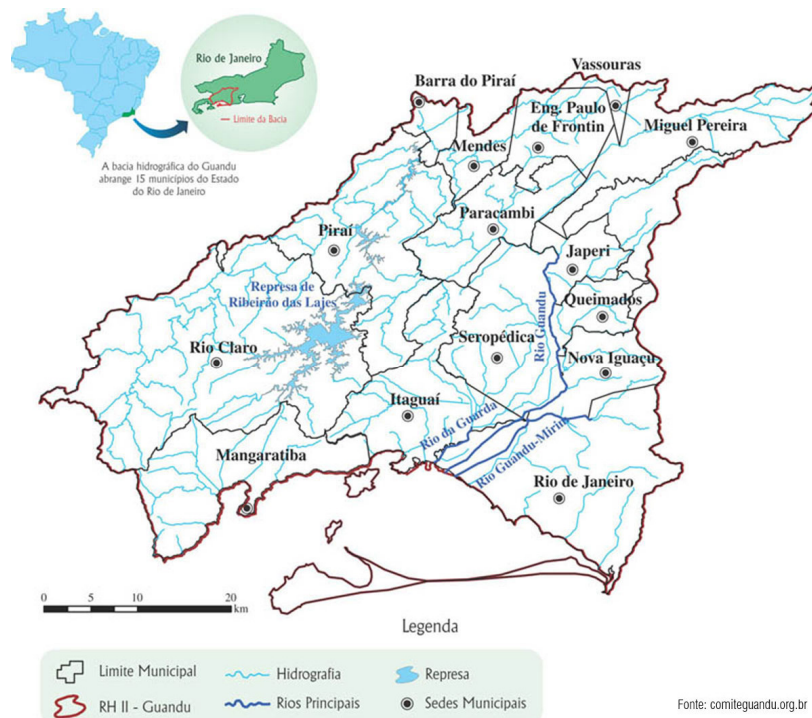 Rio de Janeiro
Limite da Bacia
A bacia hidrográfica do Guandu
abrange 15 municípios do Estado
do Rio de Janeiro
Vassouras
Barra do Piraí
Eng. Paulo
de Frontin
Miguel Pereira
Mendes
Paracambi
Piraí
Japeri
Represa de
Ribeirão das Lajes
Queimados
Rio Guandu
Seropédica
Rio Claro
Nova Iguaçu
Itaguaí
Rio da Guarda
Rio Guandu-Mirim
Mangaratiba
Rio de Janeiro
0 5 10 20
km
Legenda
Limite Municipal
Hidrografia
Represa
RH II - Guandu
Rios Principais
Sedes Municipais
Fonte: comiteguandu.org.br